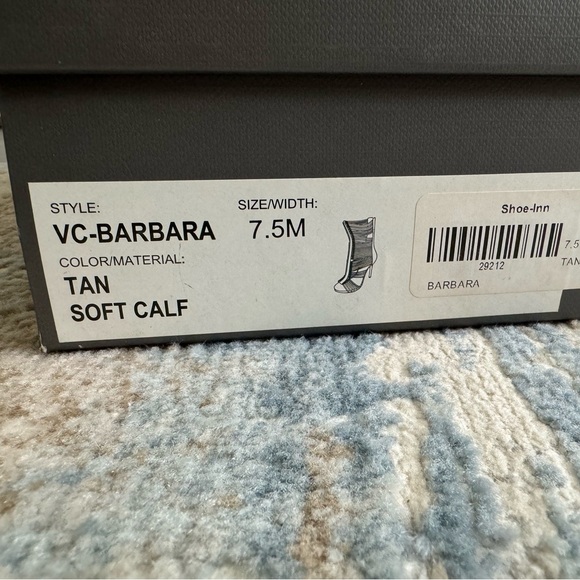 STYLE:
VC-BARBARA
SIZE/WIDTH:
7.5M
COLOR/MATERIAL:
TAN
SOFT CALF
Shoe-Inn
29212
7.5
TAN
BARBARA